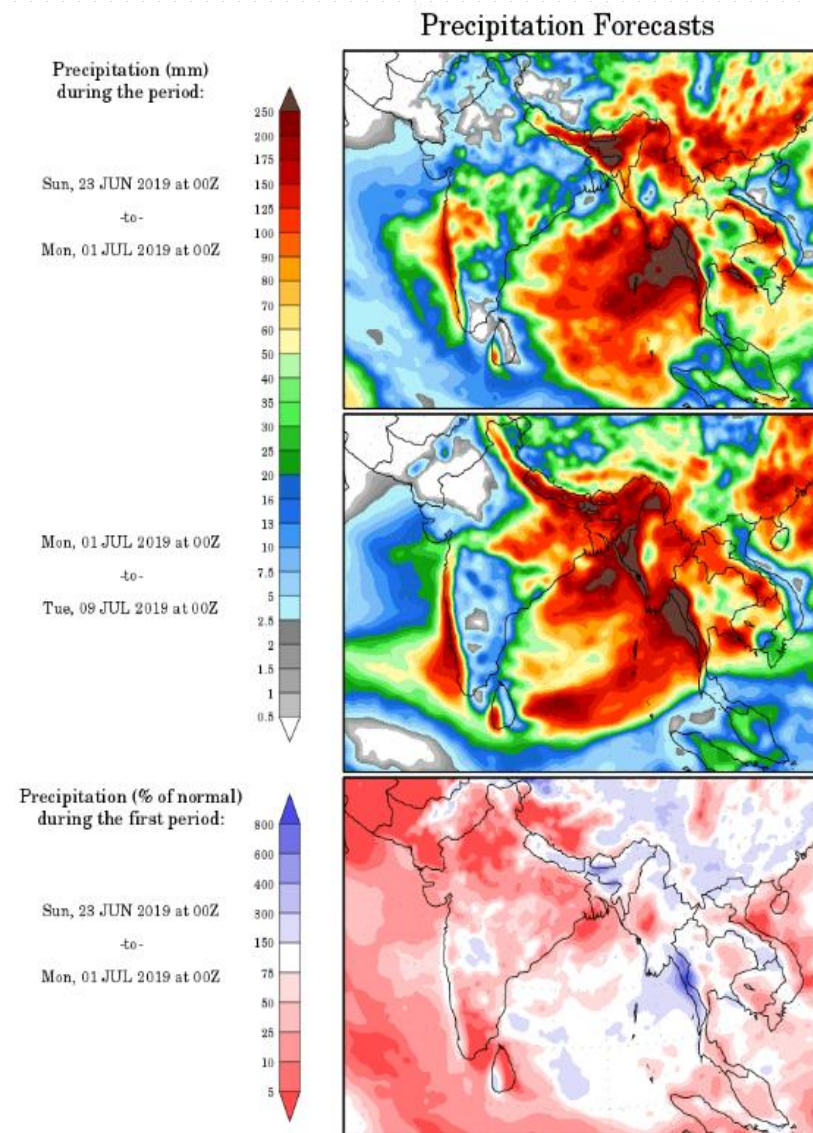 Precipitation Forecasts
Precipitation (mm)
during the period:
Sun, 23 JUN 2019 at 00Z
-to-
Mon, 01 JUL 2019 at 00Z
250
200
175
150
125
100
90
80
70
60
50
40
35
30
25
20
16
13
10
7.5
5
2.5
2
1.5
1
0.5
Mon, 01 JUL 2019 at 00Z
-to-
Tue, 09 JUL 2019 at 00Z
Precipitation (% of normal)
during the first period:
Sun, 23 JUN 2019 at 00Z
-to-
Mon, 01 JUL 2019 at 00Z
800
600
400
300
150
75
50
25
10
5